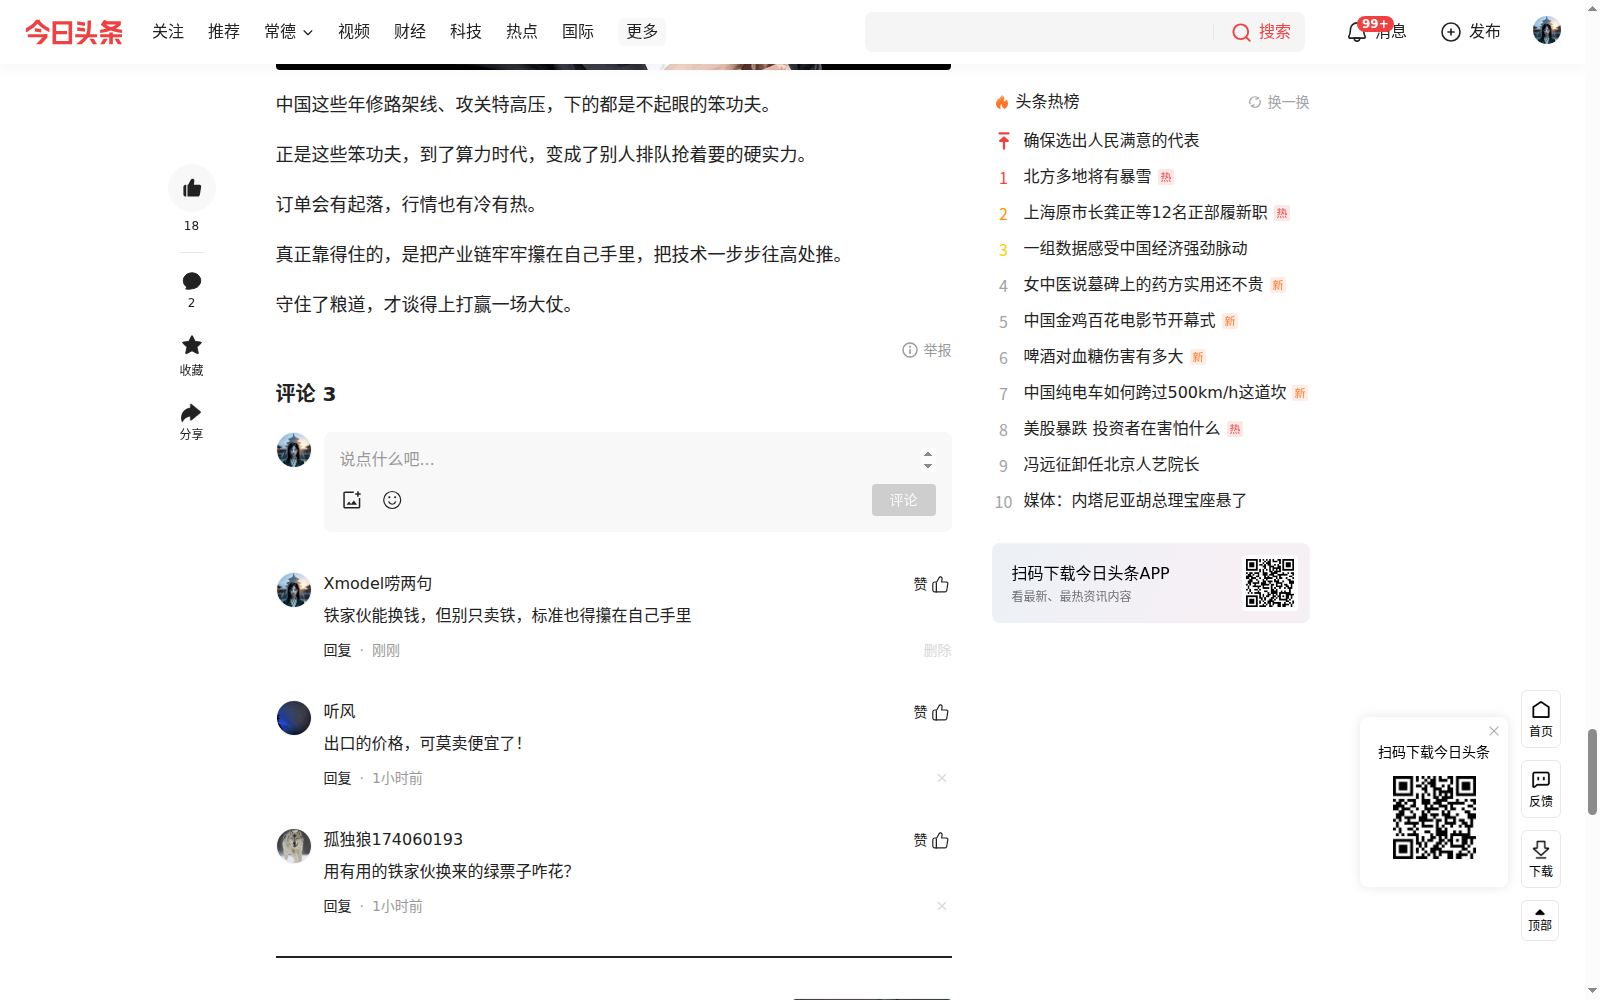 今日头条
关注 推荐 常德 视频 财经 科技 热点 国际 更多
搜索
99+
消息
发布
中国这些年修路架线、攻关特高压，下的都是不起眼的笨功夫。
正是这些笨功夫，到了算力时代，变成了别人排队抢着要的硬实力。
订单会有起落，行情也有冷有热。
真正靠得住的，是把产业链牢牢攥在自己手里，把技术一步步往高处推。
守住了粮道，才谈得上打赢一场大仗。
举报
18
2
收藏
分享
评论 3
说点什么吧...
评论
Xmodel唠两句
赞
铁家伙能换钱，但别只卖铁，标准也得攥在自己手里
回复 · 刚刚
删除
听风
赞
出口的价格，可莫卖便宜了！
回复 · 1小时前
孤独狼174060193
赞
用有用的铁家伙换来的绿票子咋花？
回复 · 1小时前
头条热榜
换一换
确保选出人民满意的代表
1 北方多地将有暴雪 热
2 上海原市长龚正等12名正部履新职 热
3 一组数据感受中国经济强劲脉动
4 女中医说墓碑上的药方实用还不贵 新
5 中国金鸡百花电影节开幕式 新
6 啤酒对血糖伤害有多大 新
7 中国纯电车如何跨过500km/h这道坎 新
8 美股暴跌 投资者在害怕什么 热
9 冯远征卸任北京人艺院长
10 媒体：内塔尼亚胡总理宝座悬了
扫码下载今日头条APP
看最新、最热资讯内容
扫码下载今日头条
首页
反馈
下载
顶部